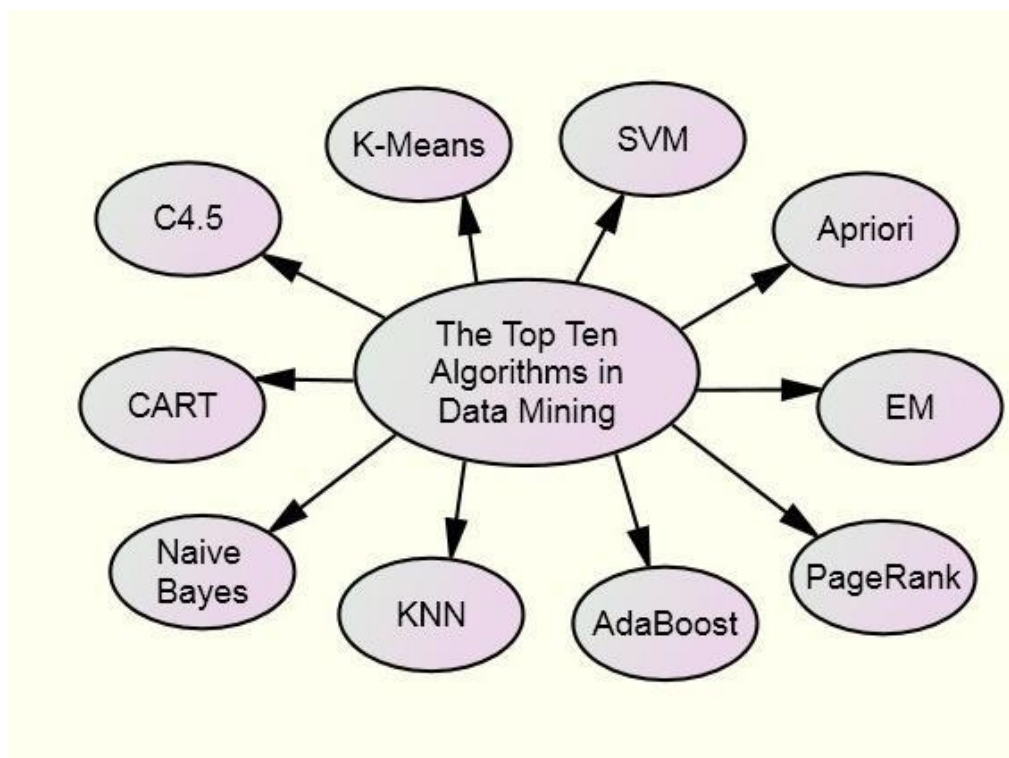 K-Means
SVM
C4.5
Apriori
The Top Ten
Algorithms in
Data Mining
CART
EM
Naive
Bayes
KNN
AdaBoost
PageRank